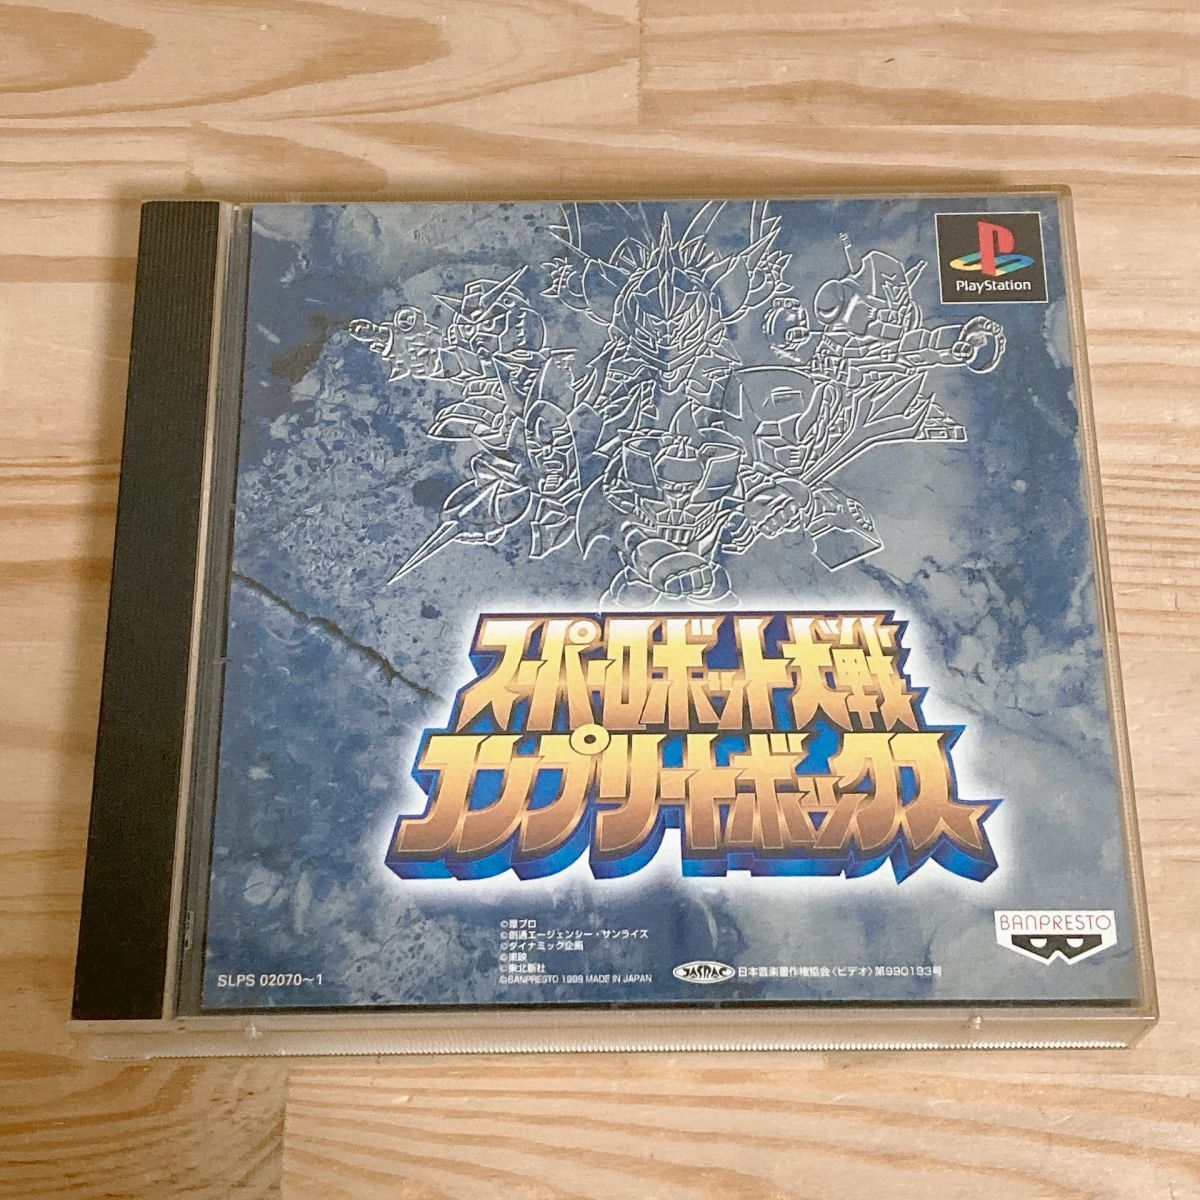 PlayStation
スーパーロボット大戦
コンプリートボックス
BANPRESTO
©葦プロ
©創通エージェンシー・サンライズ
©ダイナミック企画
©東映
©東北新社
©BANPRESTO 1999 MADE IN JAPAN
JASRAC 日本音楽著作権協会〈ビデオ〉第990193号
SLPS 02070~1